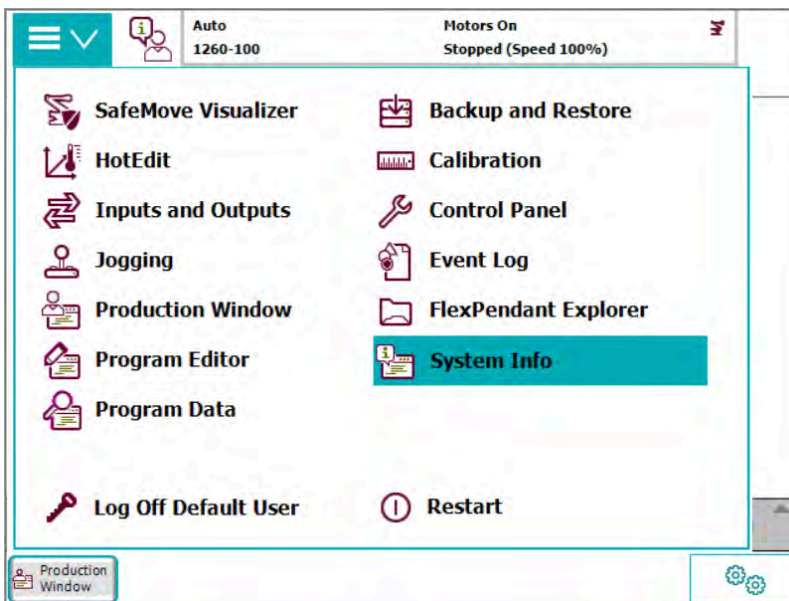 Auto
Motors On
1260-100
Stopped (Speed 100%)
SafeMove Visualizer
HotEdit
Inputs and Outputs
Jogging
Production Window
Program Editor
Program Data
Log Off Default User
Backup and Restore
Calibration
Control Panel
Event Log
FlexPendant Explorer
System Info
Restart
Production
Window